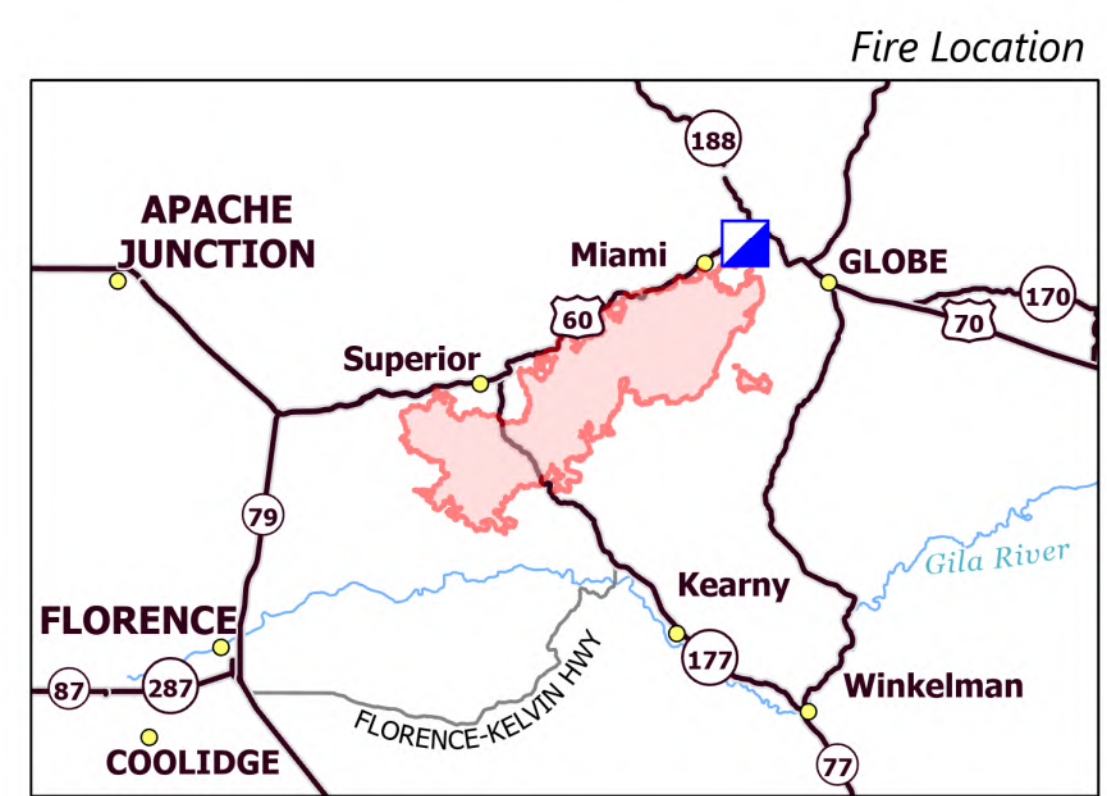 Fire Location
188
APACHE
JUNCTION
Miami
GLOBE
170
60
70
Superior
79
Gila River
Kearny
FLORENCE
FLORENCE-KELVIN HWY
177
87
287
Winkelman
COOLIDGE
77